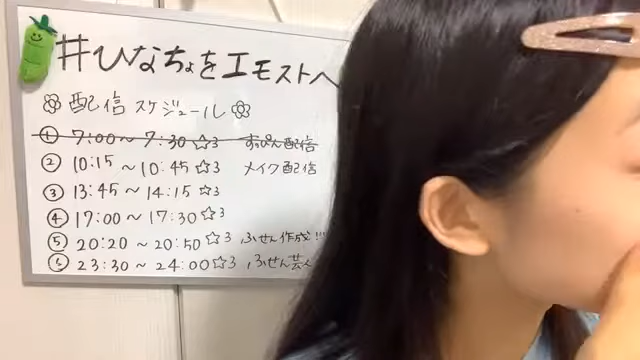 #ひなちょをエモストへ
配信スケジュール
① 7:00～7:30☆3 すっぴん配信
② 10:15～10:45☆3 メイク配信
③ 13:45～14:15☆3
④ 17:00～17:30☆3
⑤ 20:20～20:50☆3 ふせん作成!!!
⑥ 23:30～24:00☆3 ふせん芸人